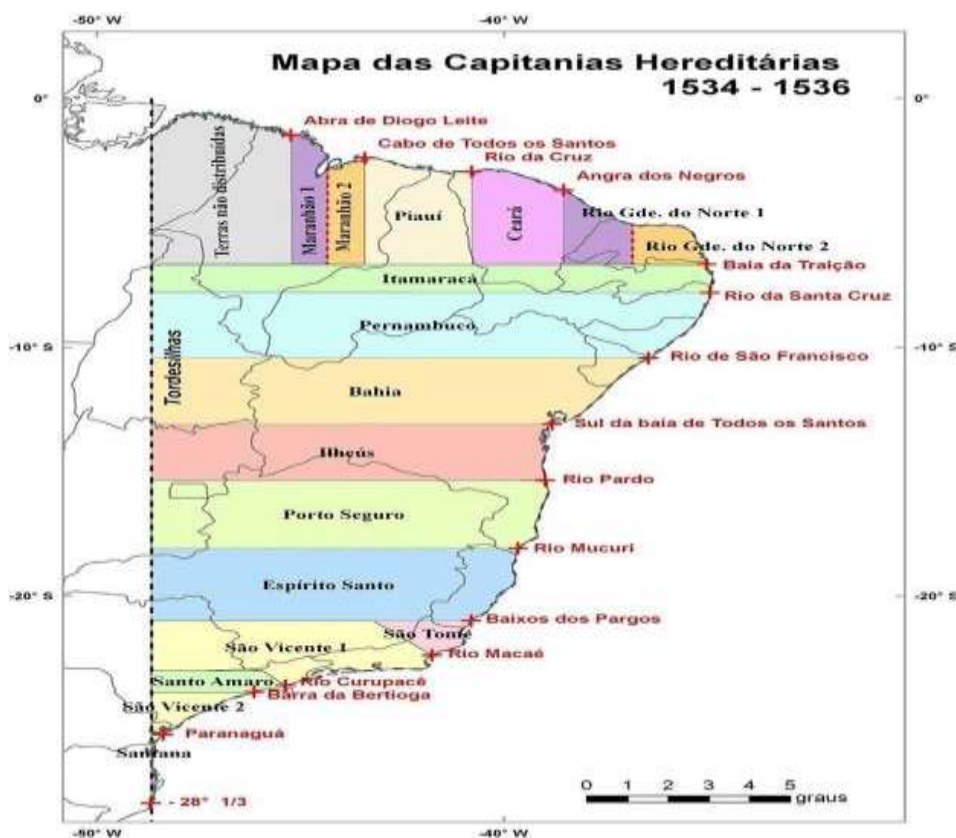 -50° W
-40° W
Mapa das Capitanias Hereditárias
1534 - 1536
0°
0°
Abra de Diogo Leite
Cabo de Todos os Santos
Rio da Cruz
Angra dos Negros
Terras não distribuídas
Maranhão 1
Maranhão 2
Piauí
Ceará
Rio Gde. do Norte 1
Rio Gde. do Norte 2
Baia da Traição
Itamaracá
Rio da Santa Cruz
Pernambuco
-10° S
-10° S
Rio de São Francisco
Tordesilhas
Bahia
Sul da baía de Todos os Santos
Ilheús
Rio Pardo
Porto Seguro
Rio Mucuri
Espírito Santo
-20° S
-20° S
Baixos dos Pargos
São Tomé
São Vicente 1
Rio Macaé
Santo Amaro
Rio Curupacê
Barra da Bertioga
São Vicente 2
Paranaguá
Santana
- 28° 1/3
0 1 2 3 4 5
graus
-50° W
-40° W